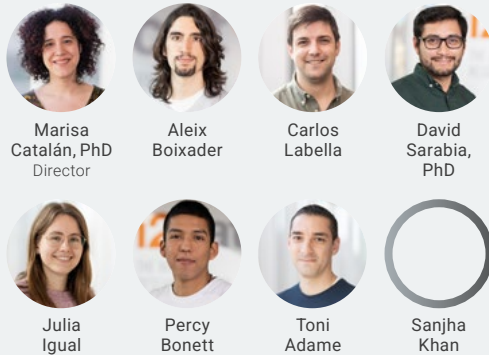 Marisa
Catalán, PhD
Director
Aleix
Boixader
Carlos
Labella
David
Sarabia,
PhD
Julia
Igual
Percy
Bonett
Toni
Adame
Sanjha
Khan